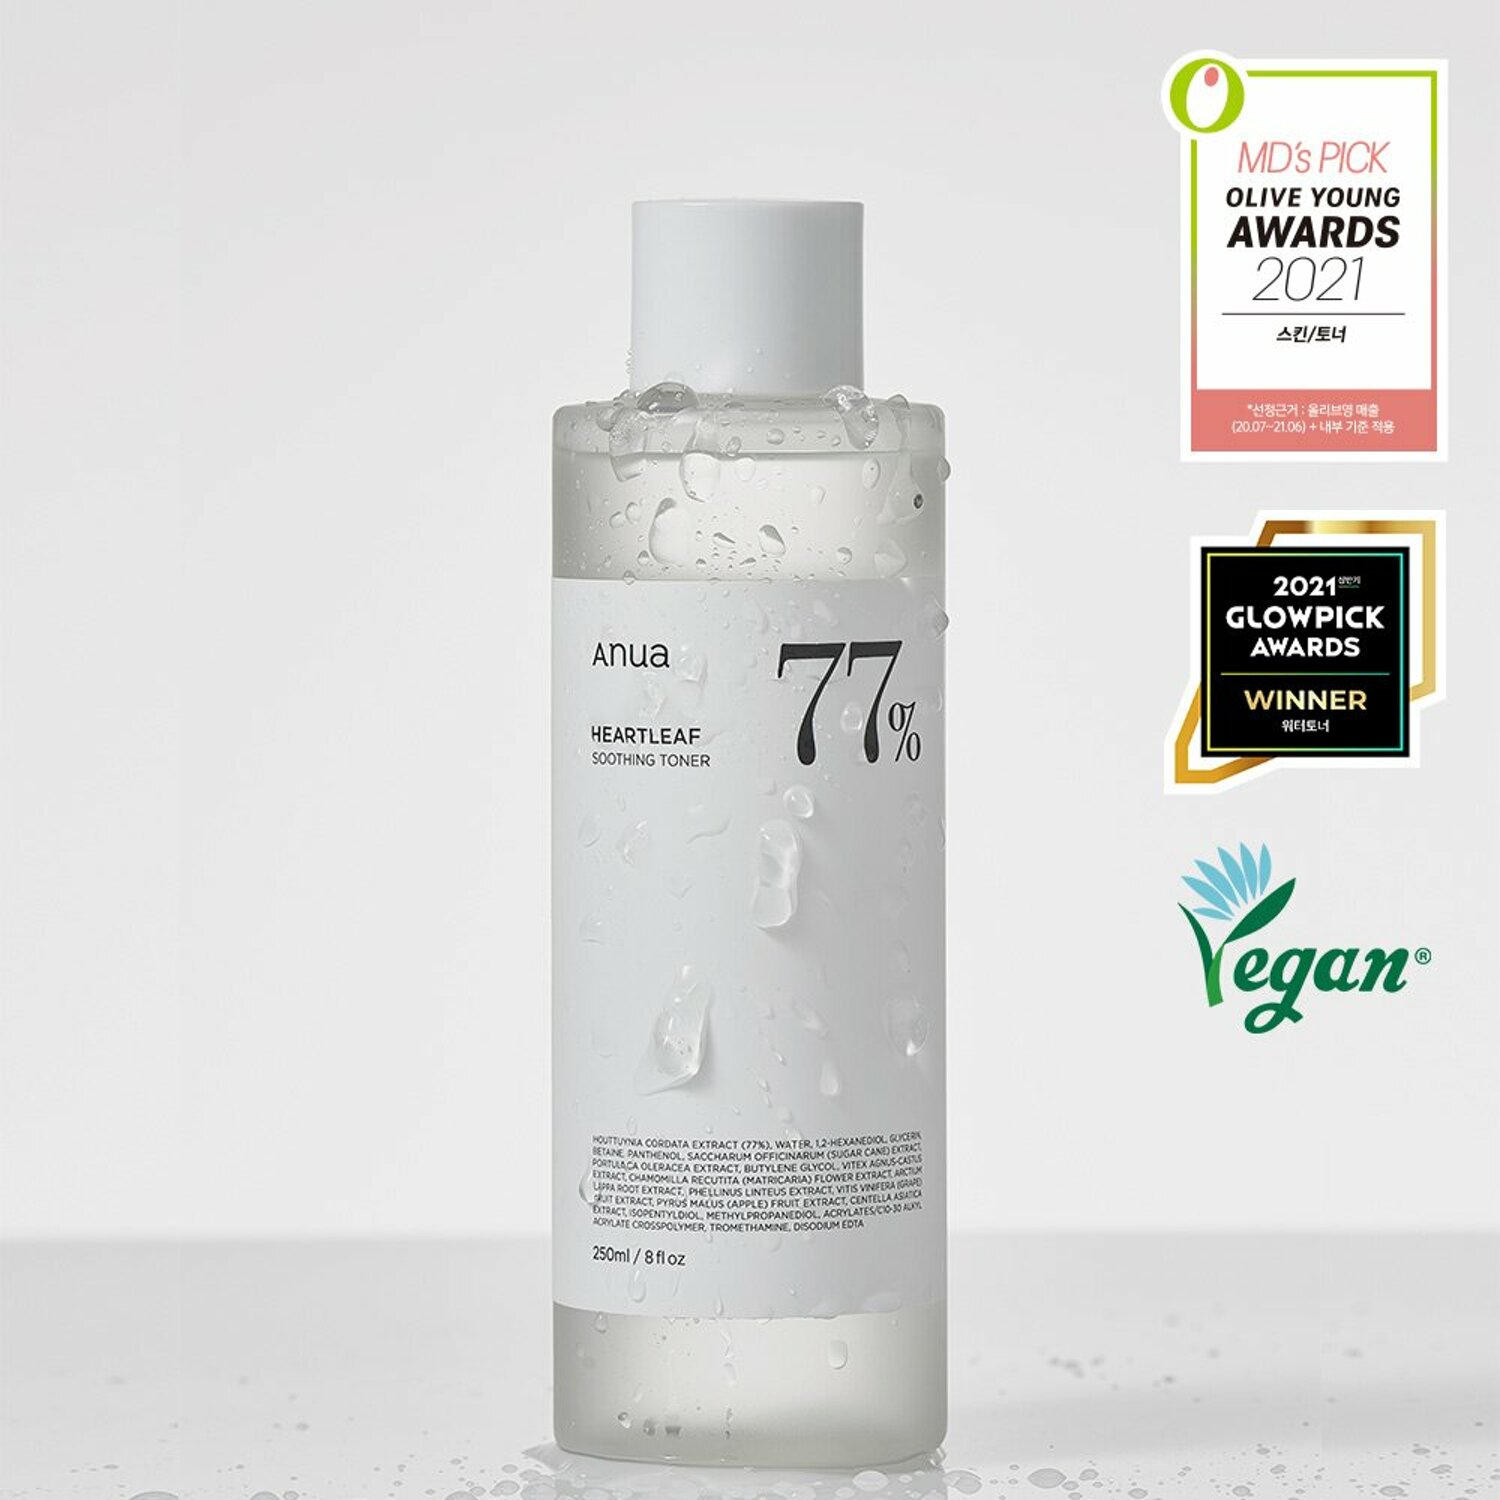 MD's PICK
OLIVE YOUNG
AWARDS
2021
스킨/토너
*선정근거 : 올리브영 매출
(20.07~21.06) + 내부 기준 적용
2021 상반기
GLOWPICK
AWARDS
WINNER
워터토너
Vegan®
Anua
77%
HEARTLEAF
SOOTHING TONER
HOUTTUYNIA CORDATA EXTRACT (77%), WATER, 1,2-HEXANEDIOL, GLYCERIN,
BETAINE, PANTHENOL, SACCHARUM OFFICINARUM (SUGAR CANE) EXTRACT,
PORTULACA OLERACEA EXTRACT, BUTYLENE GLYCOL, VITEX AGNUS-CASTUS
EXTRACT, CHAMOMILLA RECUTITA (MATRICARIA) FLOWER EXTRACT, ARCTIUM
LAPPA ROOT EXTRACT, PHELLINUS LINTEUS EXTRACT, VITIS VINIFERA (GRAPE)
FRUIT EXTRACT, PYRUS MALUS (APPLE) FRUIT EXTRACT, CENTELLA ASIATICA
EXTRACT, ISOPENTYLDIOL, METHYLPROPANEDIOL, ACRYLATES/C10-30 ALKYL
ACRYLATE CROSSPOLYMER, TROMETHAMINE, DISODIUM EDTA
250ml / 8 fl oz